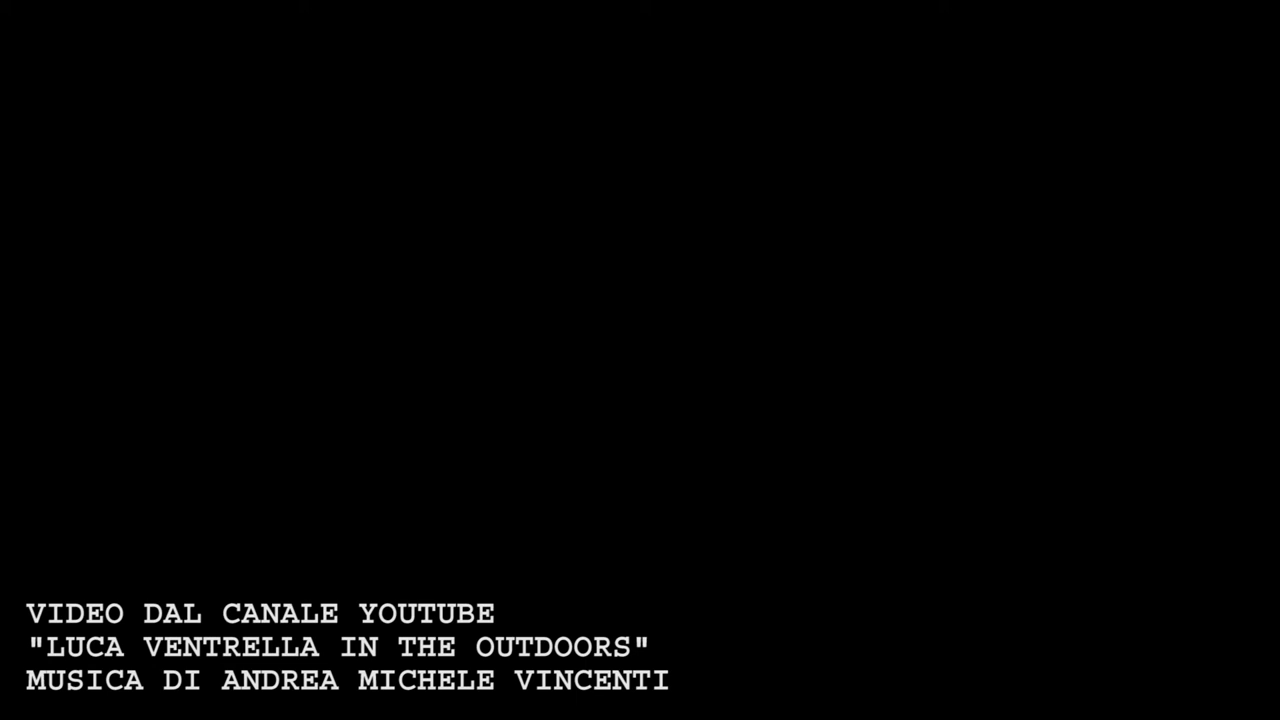 VIDEO DAL CANALE YOUTUBE
"LUCA VENTRELLA IN THE OUTDOORS"
MUSICA DI ANDREA MICHELE VINCENTI